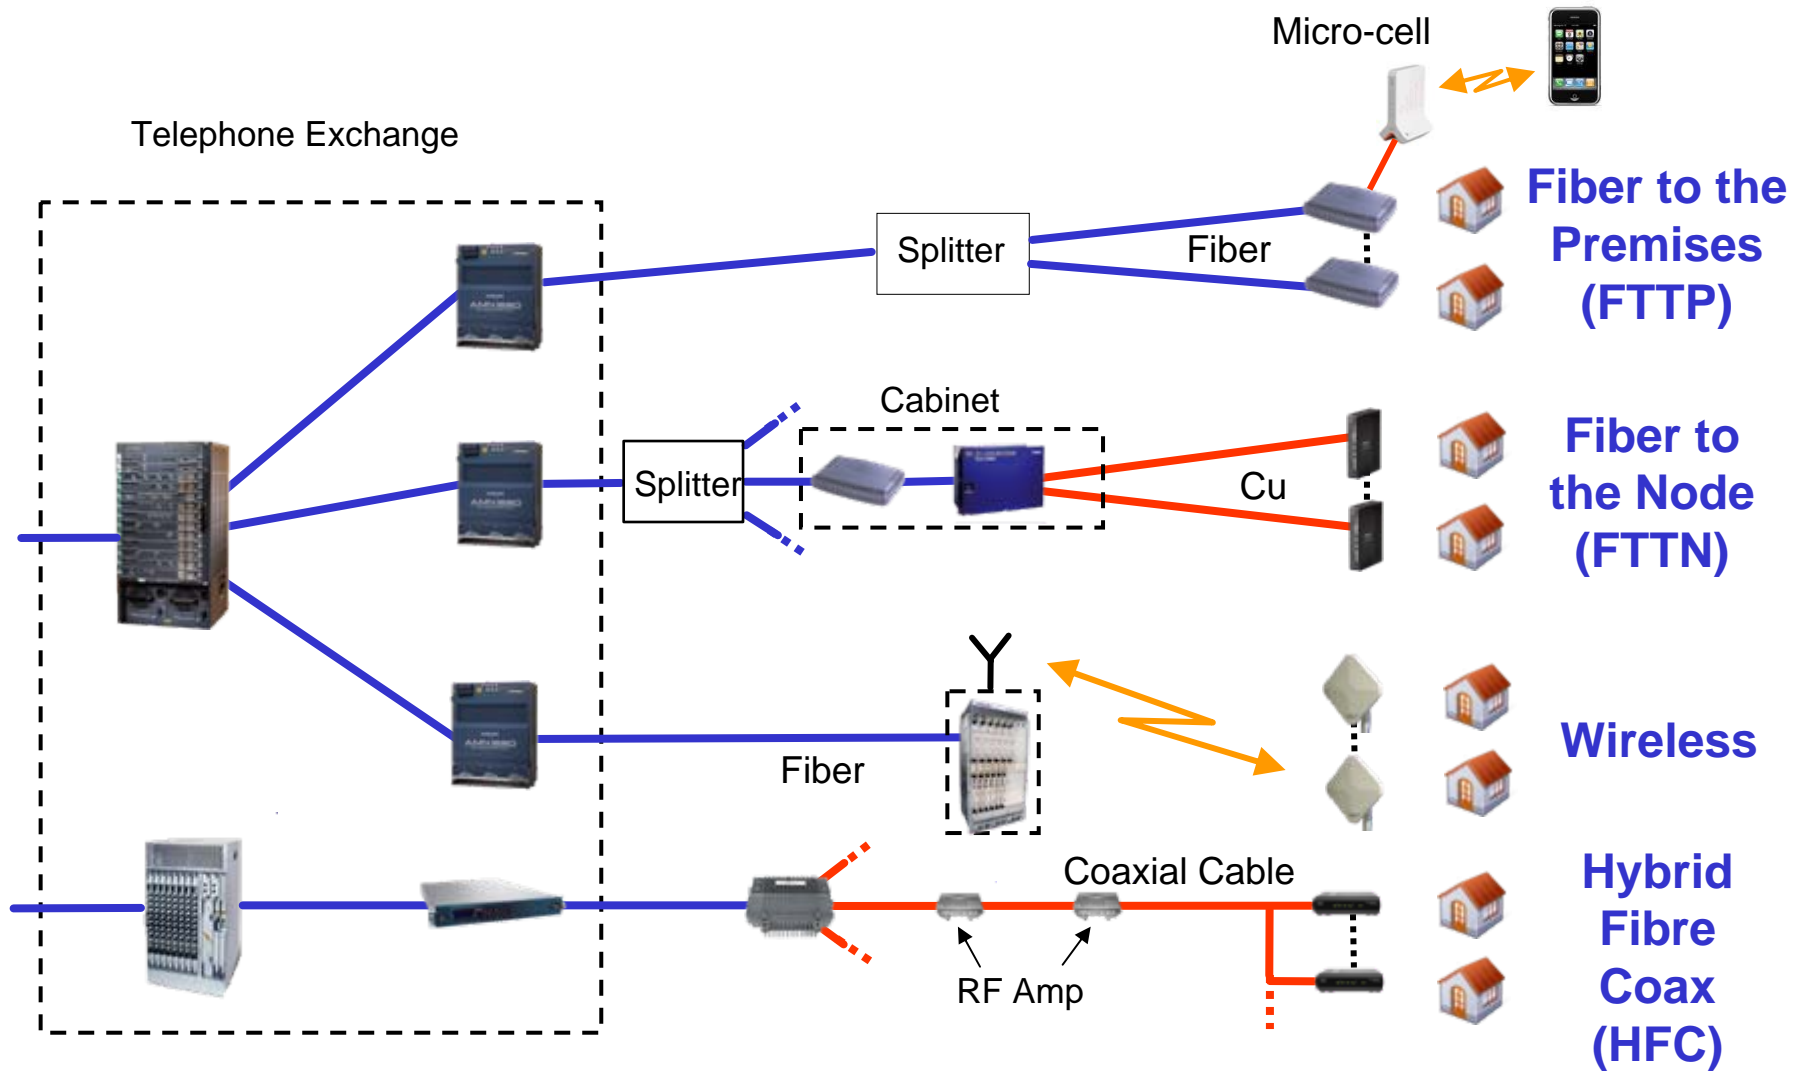 Micro-cell
Telephone Exchange
Splitter
Fiber
Fiber to the
Premises
(FTTP)
Cabinet
Splitter
Cu
Fiber to
the Node
(FTTN)
Fiber
Wireless
Coaxial Cable
RF Amp
Hybrid
Fibre
Coax
(HFC)